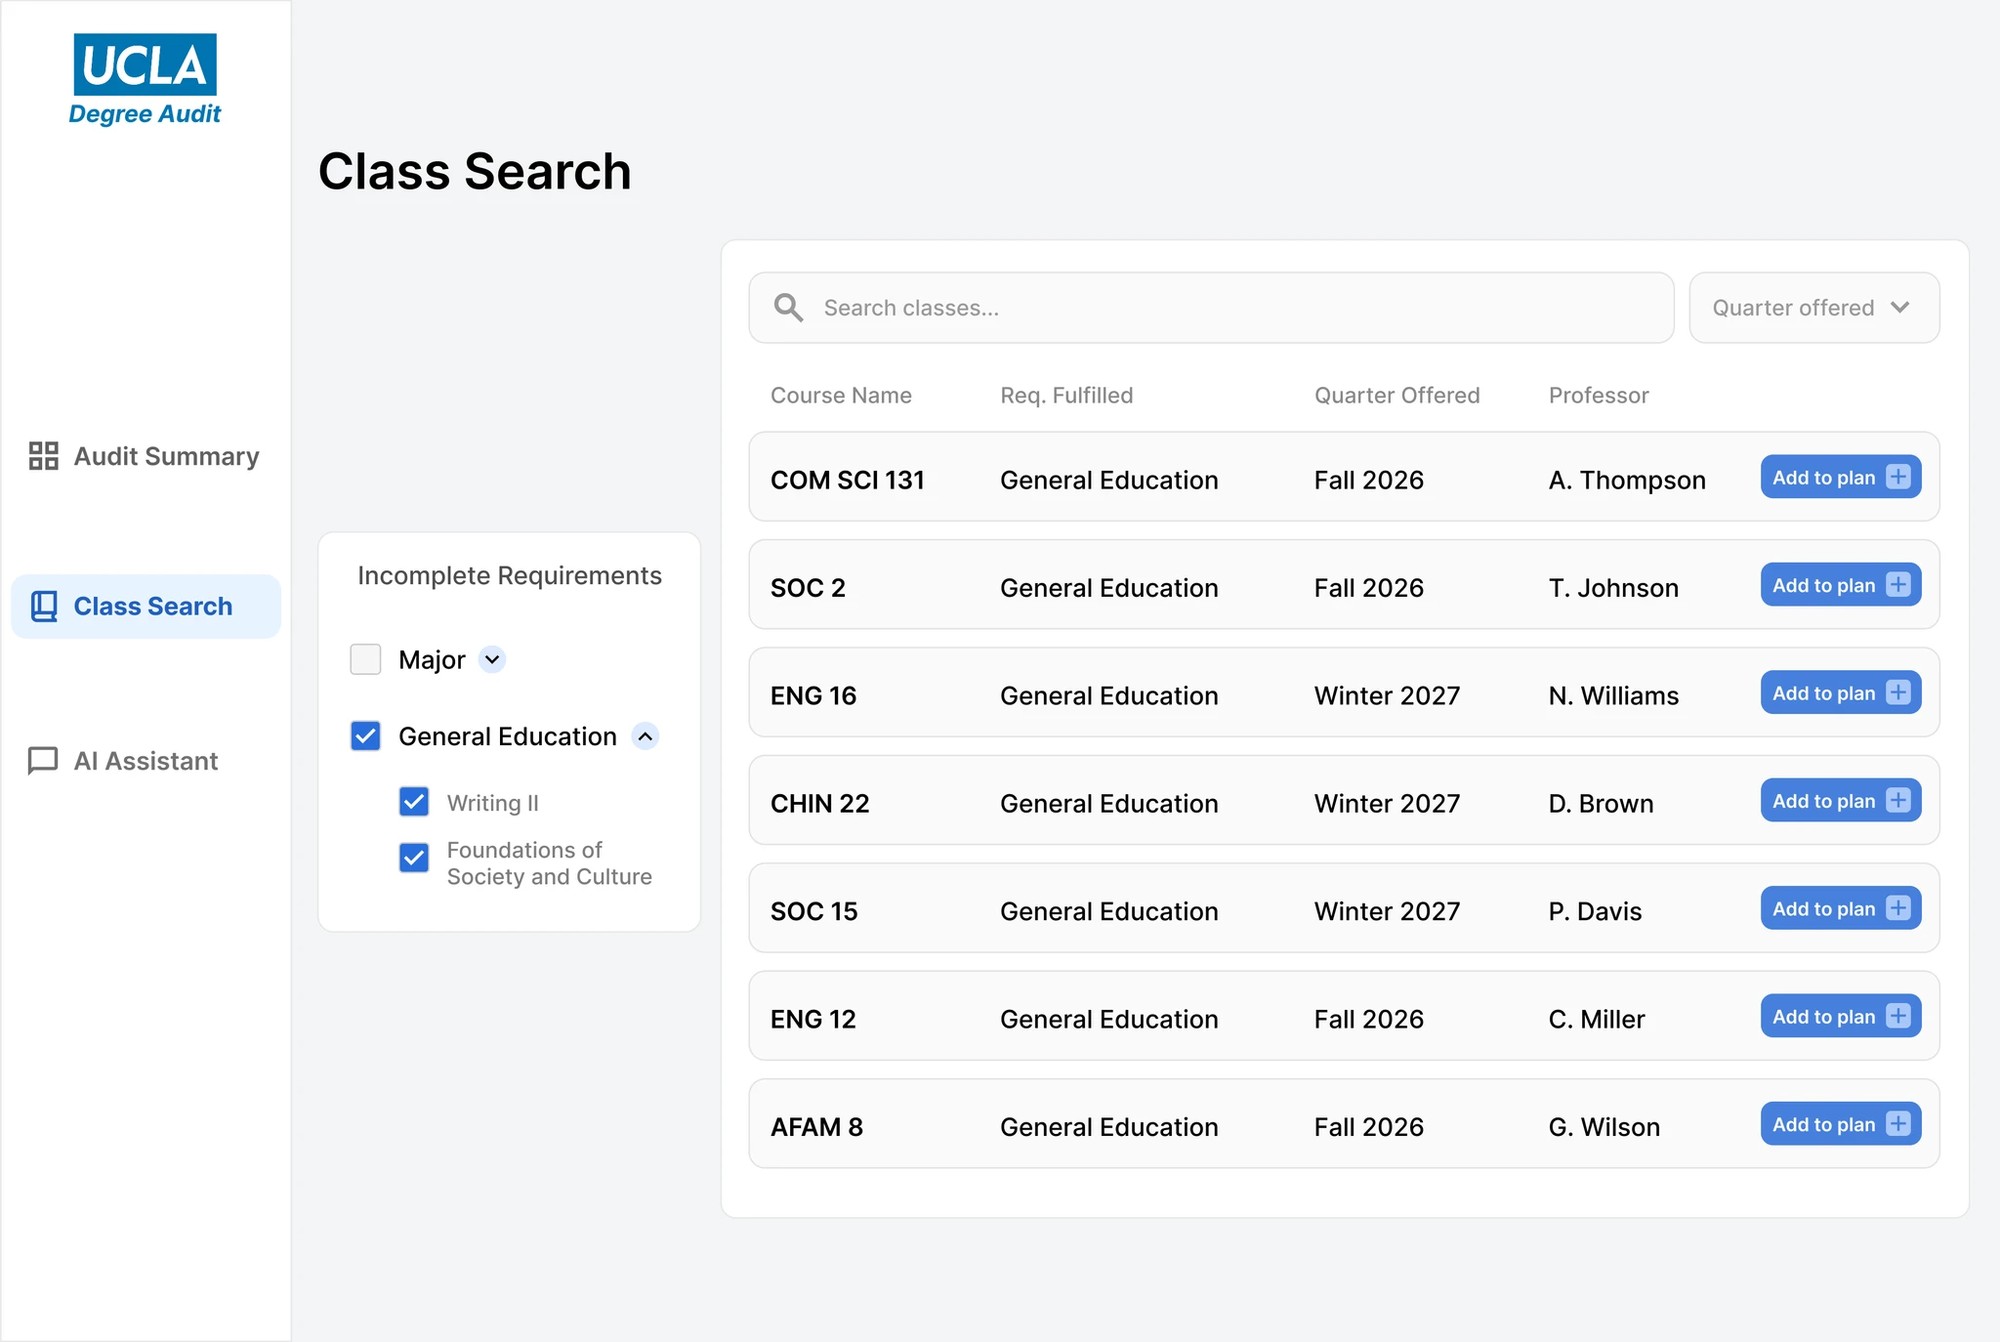 UCLA
Degree Audit
Class Search
Search classes...
Quarter offered
Course Name Req. Fulfilled Quarter Offered Professor
COM SCI 131 General Education Fall 2026 A. Thompson Add to plan
SOC 2 General Education Fall 2026 T. Johnson Add to plan
ENG 16 General Education Winter 2027 N. Williams Add to plan
CHIN 22 General Education Winter 2027 D. Brown Add to plan
SOC 15 General Education Winter 2027 P. Davis Add to plan
ENG 12 General Education Fall 2026 C. Miller Add to plan
AFAM 8 General Education Fall 2026 G. Wilson Add to plan
Audit Summary
Class Search
AI Assistant
Incomplete Requirements
Major
General Education
Writing II
Foundations of
Society and Culture